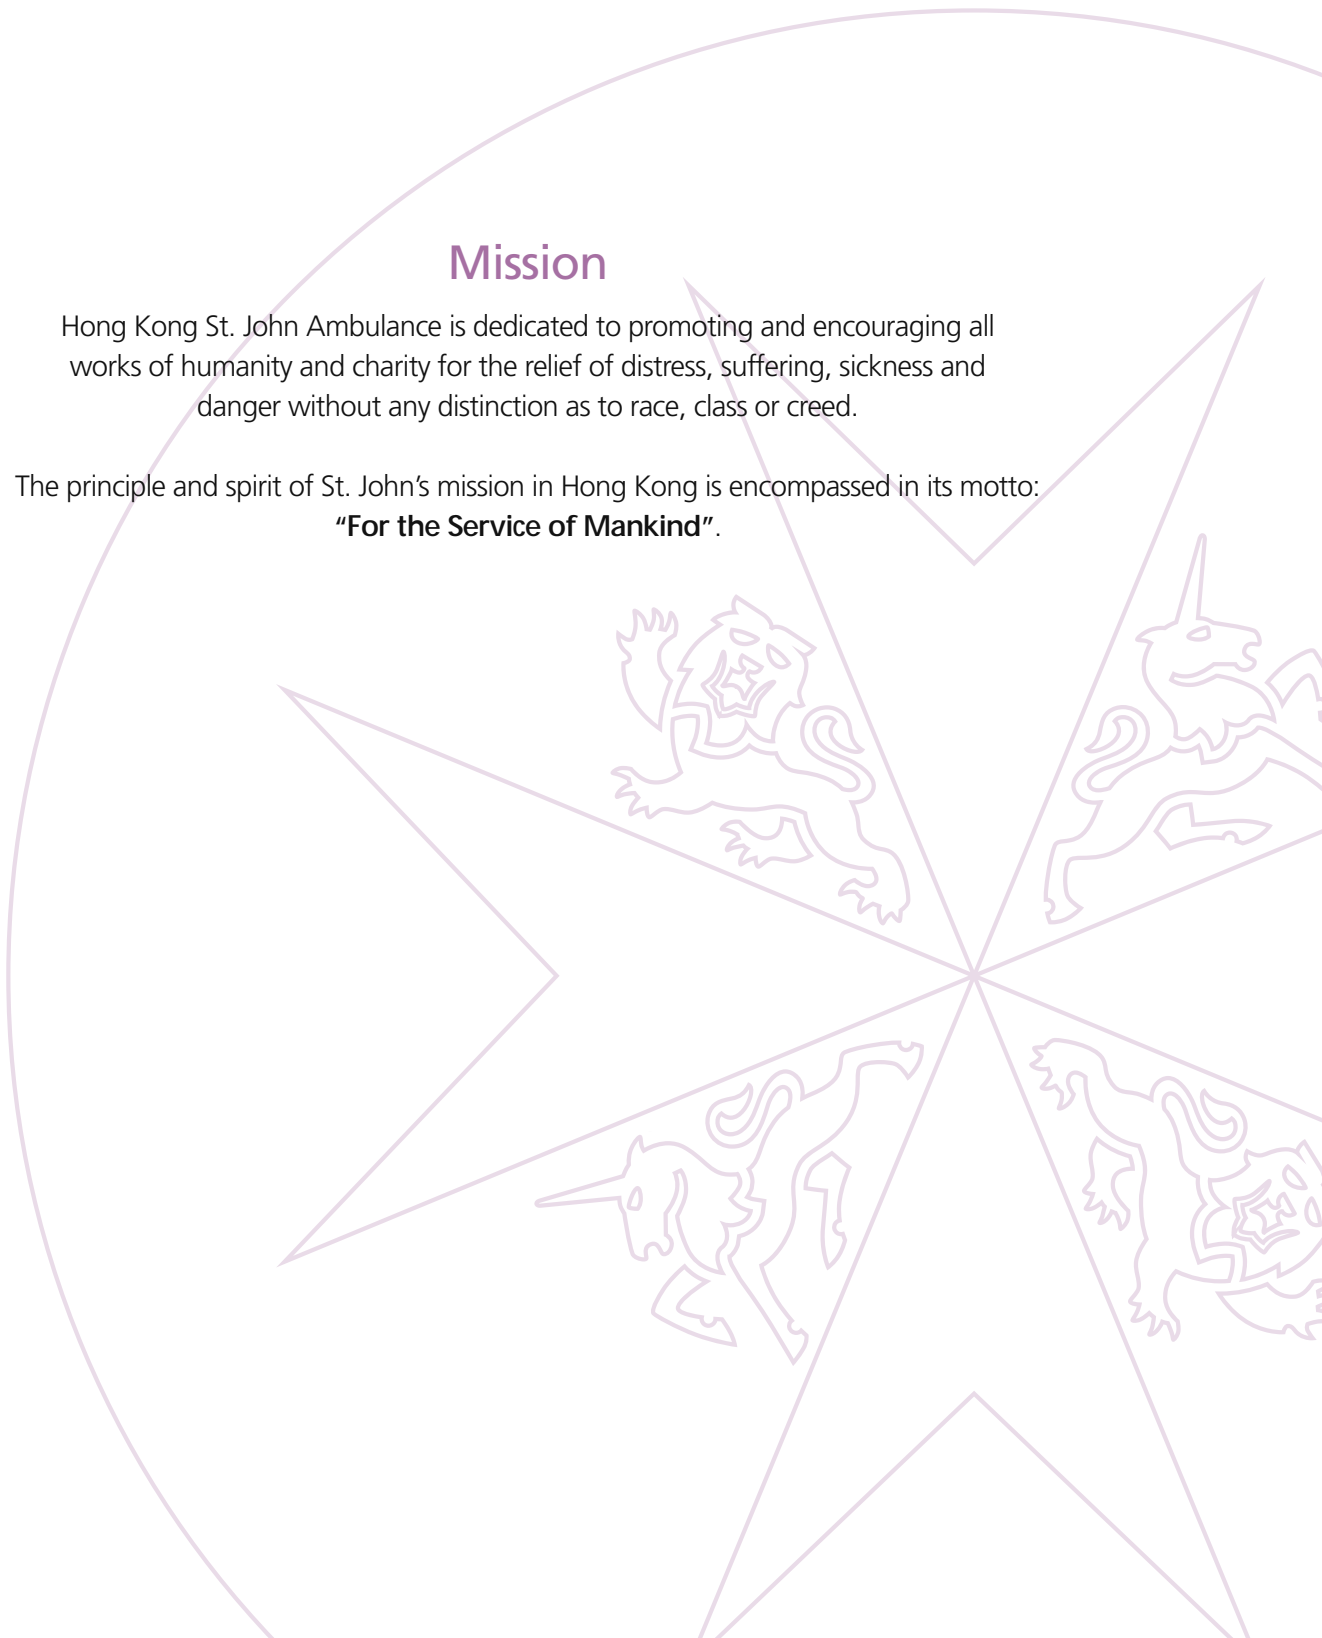 Mission
Hong Kong St. John Ambulance is dedicated to promoting and encouraging all
works of humanity and charity for the relief of distress, suffering, sickness and
danger without any distinction as to race, class or creed.
The principle and spirit of St. John’s mission in Hong Kong is encompassed in its motto:
“For the Service of Mankind”.